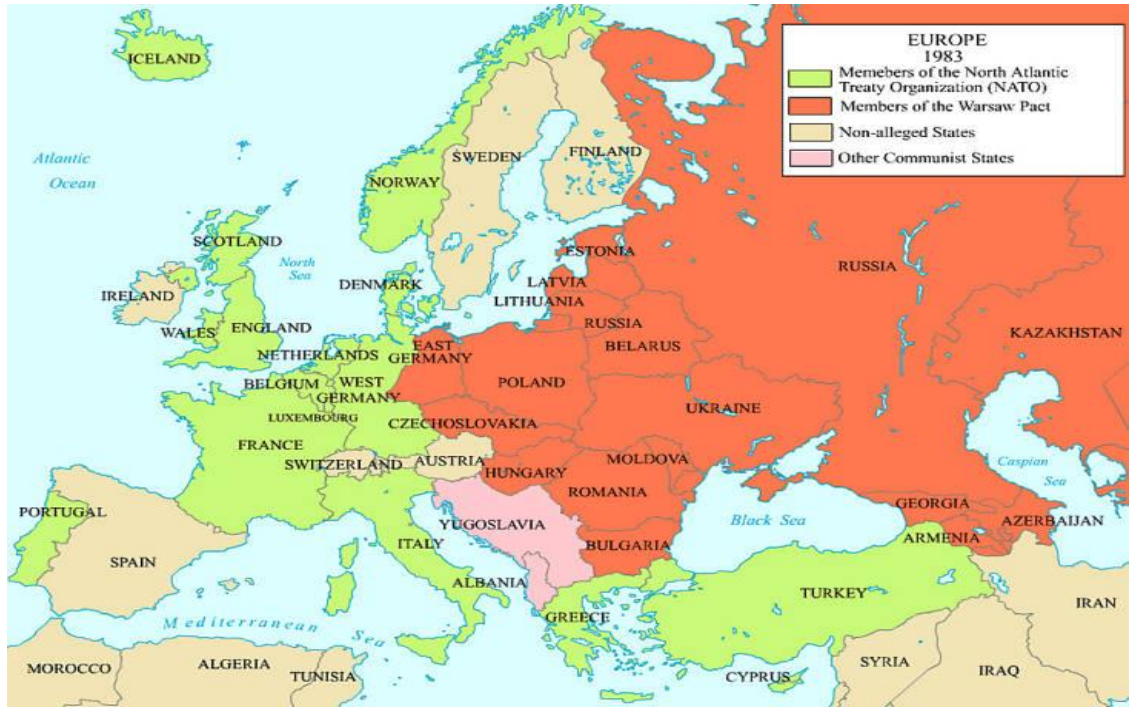 EUROPE
1983
Memebers of the North Atlantic
Treaty Organization (NATO)
Members of the Warsaw Pact
Non-alleged States
Other Communist States
ICELAND
Atlantic
Ocean
NORWAY
SWEDEN
FINLAND
SCOTLAND
North
Sea
IRELAND
WALES
ENGLAND
DENMARK
ESTONIA
LATVIA
LITHUANIA
RUSSIA
RUSSIA
BELARUS
KAZAKHSTAN
NETHERLANDS
EAST
GERMANY
BELGIUM
WEST
GERMANY
POLAND
UKRAINE
LUXEMBOURG
CZECHOSLOVAKIA
FRANCE
SWITZERLAND
AUSTRIA
HUNGARY
MOLDOVA
ROMANIA
Caspian
Sea
GEORGIA
AZERBAIJAN
ARMENIA
PORTUGAL
SPAIN
ITALY
YUGOSLAVIA
BULGARIA
Black Sea
ALBANIA
GREECE
TURKEY
IRAN
Mediterranean
Sea
MOROCCO
ALGERIA
TUNISIA
CYPRUS
SYRIA
IRAQ